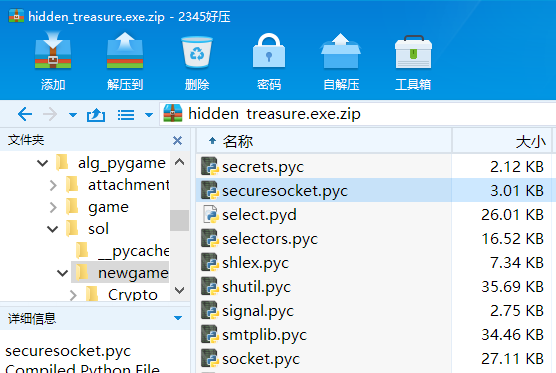 hidden_treasure.exe.zip - 2345好压
添加 解压到 删除 密码 自解压 工具箱
hidden_treasure.exe.zip
文件夹
alg_pygame
attachment
game
sol
__pycache
newgame
Crypto
详细信息
securesocket.pyc
Compiled Python File
名称 大小
secrets.pyc 2.12 KB
securesocket.pyc 3.01 KB
select.pyd 26.01 KB
selectors.pyc 16.52 KB
shlex.pyc 7.34 KB
shutil.pyc 35.69 KB
signal.pyc 2.75 KB
smtplib.pyc 34.46 KB
socket.pyc 27.11 KB